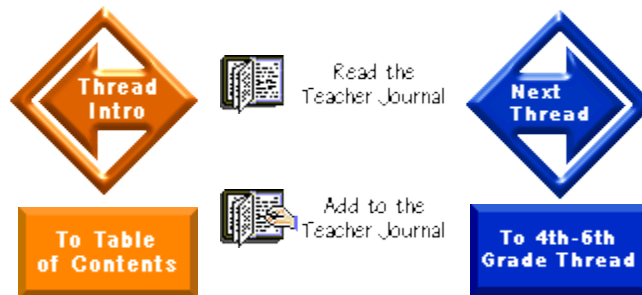 Thread
Intro
Read the
Teacher Journal
Next
Thread
To Table
of Contents
Add to the
Teacher Journal
To 4th-6th
Grade Thread